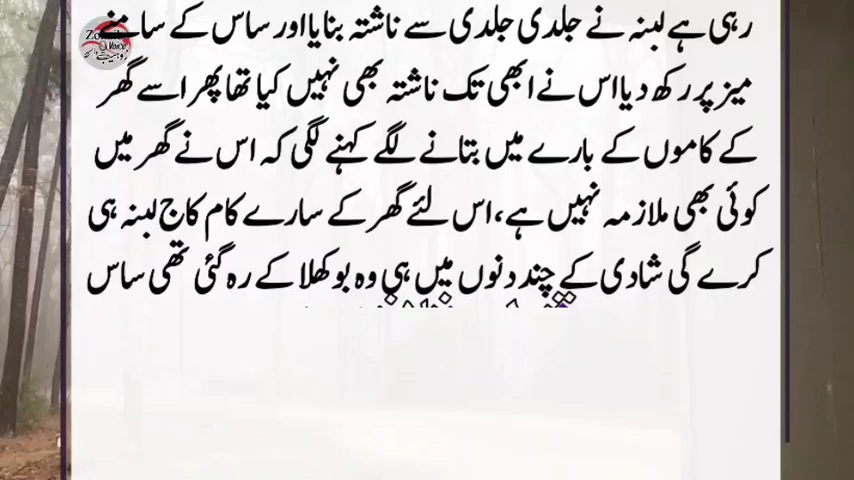 رہی ہے لبنہ نے جلدی جلدی سے ناشتہ بنایا اور ساس کے سامنے
میز پر رکھ دیا اس نے ابھی تک ناشتہ بھی نہیں کیا تھا پھر اسے گھر
کے کاموں کے بارے میں بتانے لگے کہنے لگی کہ اس نے گھر میں
کوئی بھی ملازمہ نہیں ہے، اس لئے گھر کے سارے کام کاج لبنہ ہی
کرے گی شادی کے چند دنوں میں ہی وہ بوکھلا کے رہ گئی تھی ساس
Voice